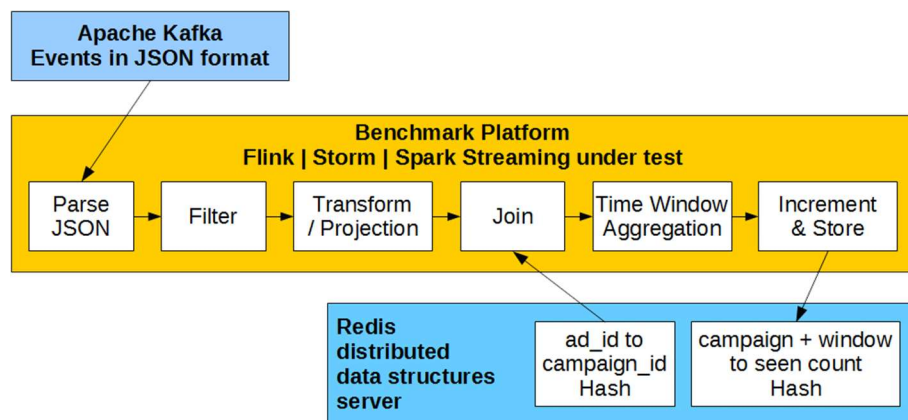 Apache Kafka
Events in JSON format
Benchmark Platform
Flink | Storm | Spark Streaming under test
Parse
JSON
Filter
Transform
/ Projection
Join
Time Window
Aggregation
Increment
& Store
Redis
distributed
data structures
server
ad_id to
campaign_id
Hash
campaign + window
to seen count
Hash